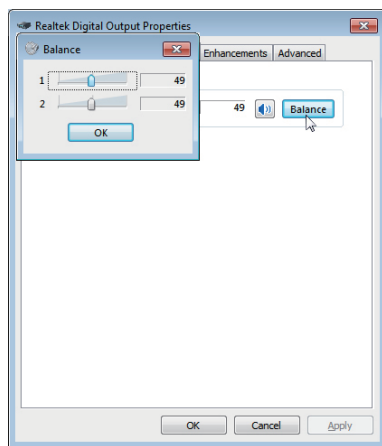 Realtek Digital Output Properties
Balance
Enhancements
Advanced
1 49
2 49
OK
49
Balance
OK
Cancel
Apply